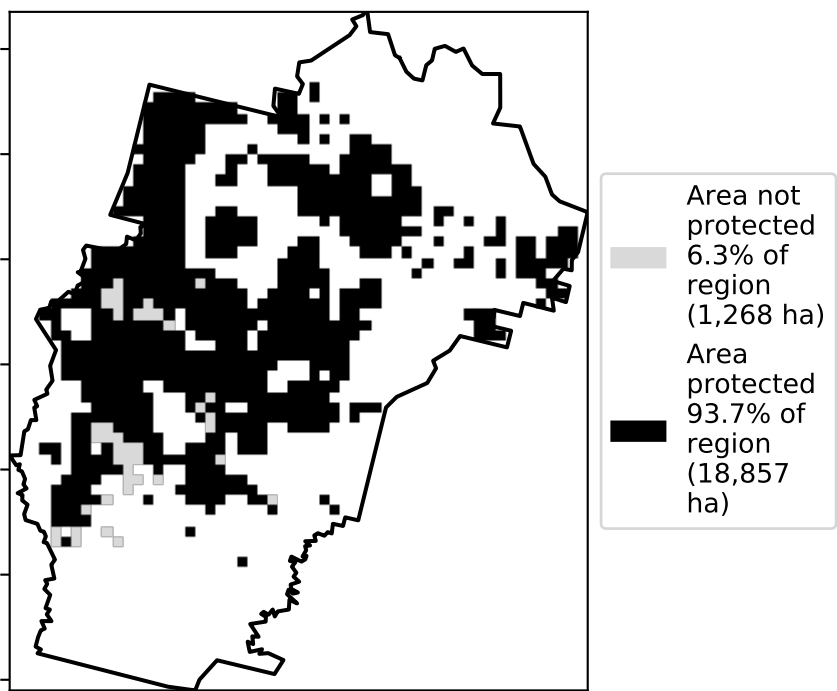 Area not
protected
6.3% of
region
(1,268 ha)
Area
protected
93.7% of
region
(18,857
ha)